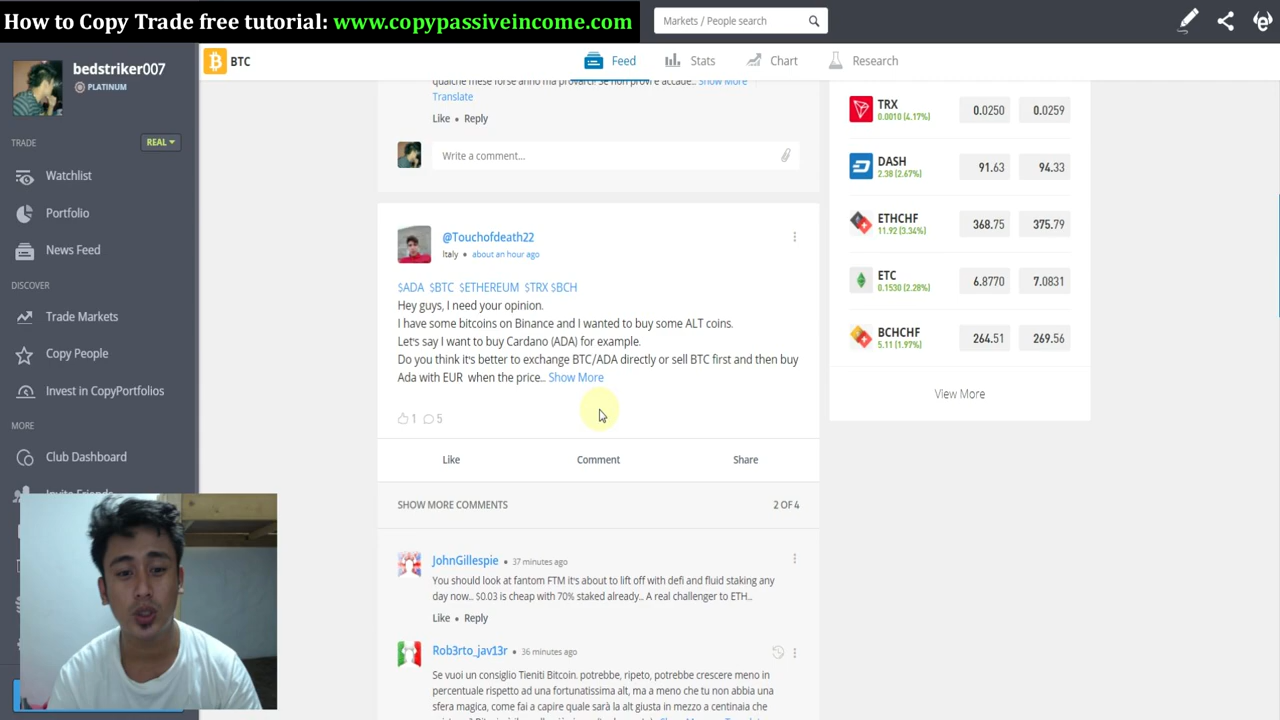 How to Copy Trade free tutorial: www.copypassiveincome.com
Markets / People search
bedstriker007
PLATINUM
TRADE
REAL
Watchlist
Portfolio
News Feed
DISCOVER
Trade Markets
Copy People
Invest in CopyPortfolios
MORE
Club Dashboard
BTC
Feed
Stats
Chart
Research
Show More
Translate
Like • Reply
Write a comment...
@Touchofdeath22
Italy • about an hour ago
$ADA $BTC $ETHEREUM $TRX $BCH
Hey guys, I need your opinion.
I have some bitcoins on Binance and I wanted to buy some ALT coins.
Let's say I want to buy Cardano (ADA) for example.
Do you think it's better to exchange BTC/ADA directly or sell BTC first and then buy
Ada with EUR when the price... Show More
1 5
Like Comment Share
SHOW MORE COMMENTS 2 OF 4
JohnGillespie • 37 minutes ago
You should look at fantom FTM it's about to lift off with defi and fluid staking any
day now... $0.03 is cheap with 70% staked already... A real challenger to ETH...
Like • Reply
Rob3rto_jav13r • 36 minutes ago
Se vuoi un consiglio Tieniti Bitcoin. potrebbe, ripeto, potrebbe crescere meno in
percentuale rispetto ad una fortunatissima alt, ma a meno che tu non abbia una
sfera magica, come fai a capire quale sarà la alt giusta in mezzo a centinaia che
TRX 0.0250 0.0259
0.0010 (4.17%)
DASH 91.63 94.33
2.38 (2.67%)
ETHCHF 368.75 375.79
11.92 (3.34%)
ETC 6.8770 7.0831
0.1530 (2.28%)
BCHCHF 264.51 269.56
5.11 (1.97%)
View More